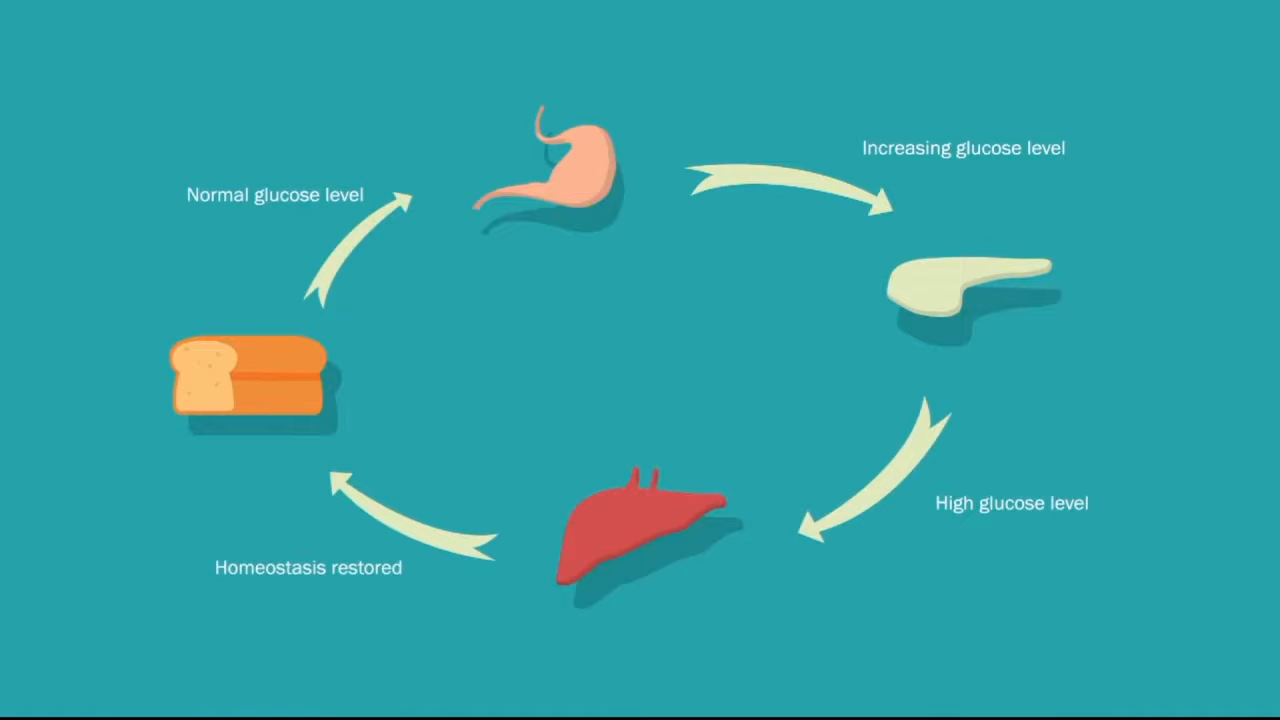 Increasing glucose level
Normal glucose level
High glucose level
Homeostasis restored